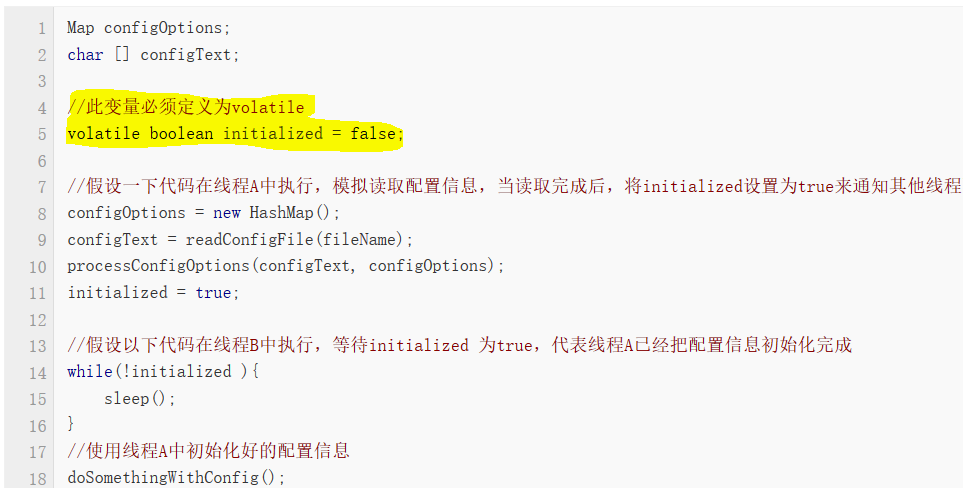 1 Map configOptions;
2 char [] configText;
3
4 //此变量必须定义为volatile
5 volatile boolean initialized = false;
6
7 //假设一下代码在线程A中执行，模拟读取配置信息，当读取完成后，将initialized设置为true来通知其他线程
8 configOptions = new HashMap();
9 configText = readConfigFile(fileName);
10 processConfigOptions(configText, configOptions);
11 initialized = true;
12
13 //假设以下代码在线程B中执行，等待initialized 为true，代表线程A已经把配置信息初始化完成
14 while(!initialized ){
15     sleep();
16 }
17 //使用线程A中初始化好的配置信息
18 doSomethingWithConfig();